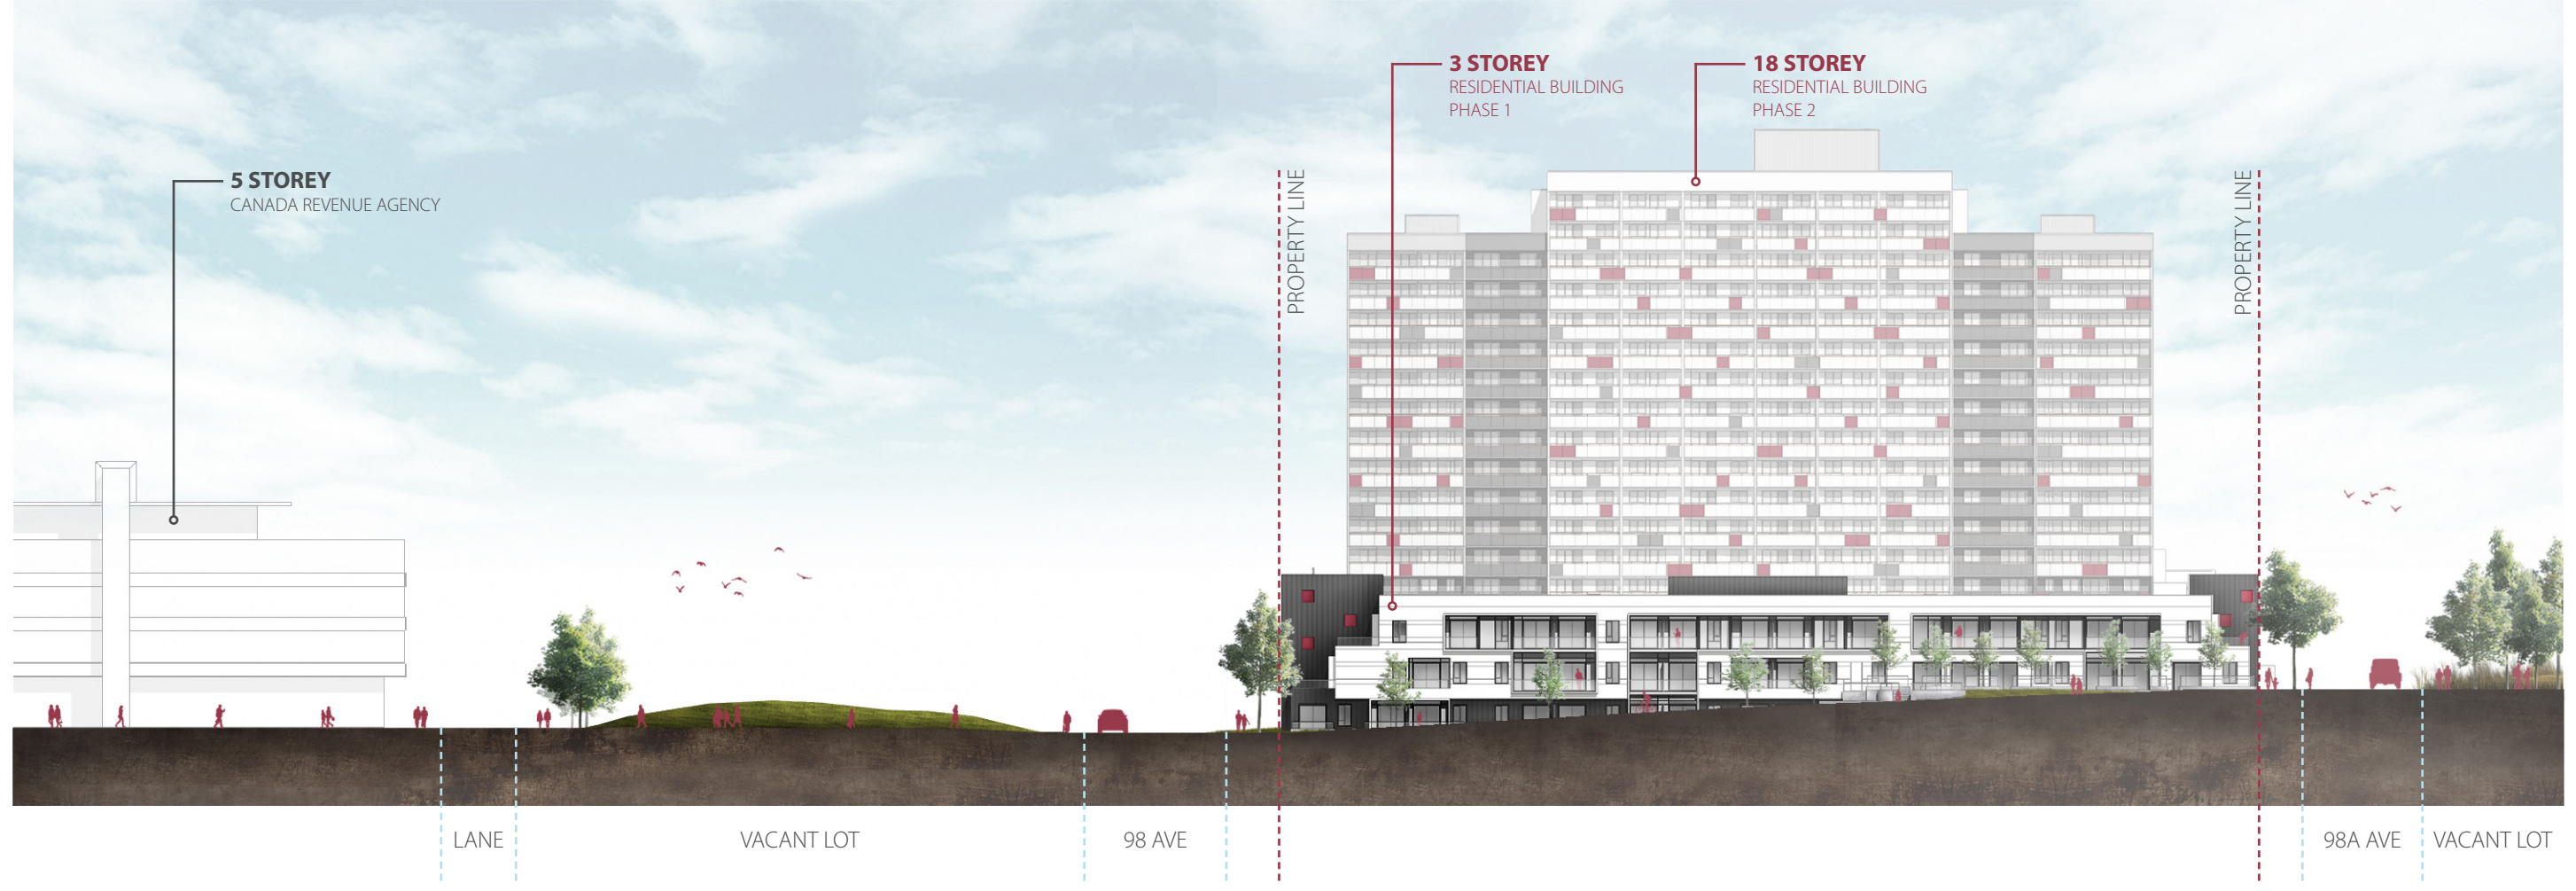 5 STOREY
CANADA REVENUE AGENCY
3 STOREY
RESIDENTIAL BUILDING
PHASE 1
18 STOREY
RESIDENTIAL BUILDING
PHASE 2
PROPERTY LINE
PROPERTY LINE
LANE
VACANT LOT
98 AVE
98A AVE
VACANT LOT